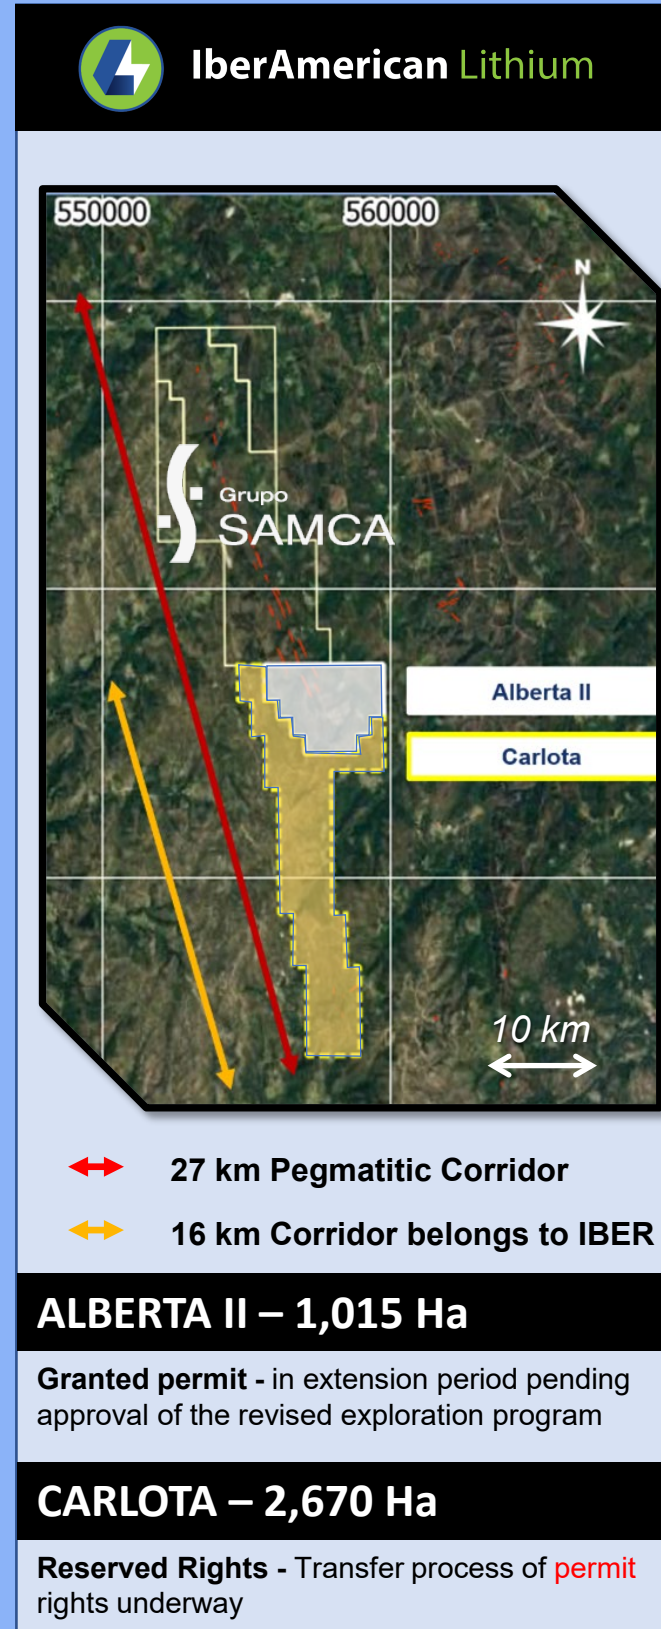 IberAmerican Lithium
550000
560000
N
Grupo
SAMCA
Alberta II
Carlota
10 km
27 km Pegmatitic Corridor
16 km Corridor belongs to IBER
ALBERTA II – 1,015 Ha
Granted permit - in extension period pending
approval of the revised exploration program
CARLOTA – 2,670 Ha
Reserved Rights - Transfer process of permit
rights underway